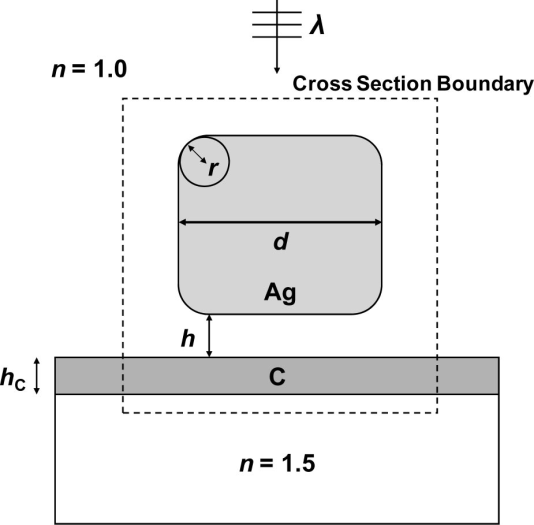 λ
n = 1.0
Cross Section Boundary
r
d
Ag
h
hC
C
n = 1.5